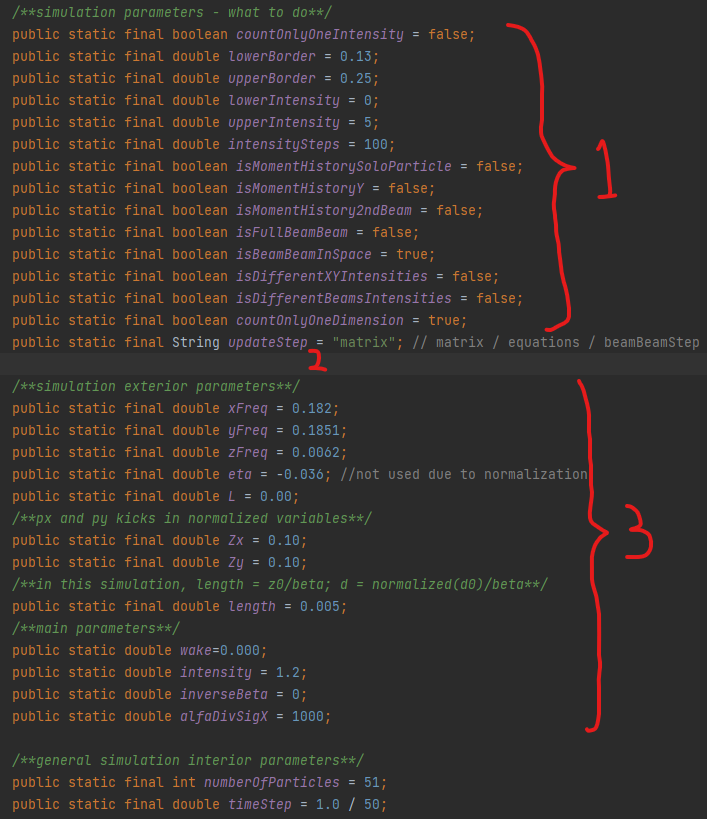 /**simulation parameters - what to do**/
public static final boolean countOnlyOneIntensity = false;
public static final double lowerBorder = 0.13;
public static final double upperBorder = 0.25;
public static final double lowerIntensity = 0;
public static final double upperIntensity = 5;
public static final double intensitySteps = 100;
public static final boolean isMomentHistorySoloParticle = false;
1
public static final boolean isMomentHistoryY = false;
public static final boolean isMomentHistory2ndBeam = false;
public static final boolean isFullBeamBeam = false;
public static final boolean isBeamBeamInSpace = true;
public static final boolean isDifferentXYIntensities = false;
public static final boolean isDifferentBeamsIntensities = false;
public static final boolean countOnlyOneDimension = true;
public static final String updateStep = "matrix"; // matrix / equations / beamBeamStep
2
/**simulation exterior parameters**/
public static final double xFreq = 0.182;
public static final double yFreq = 0.1851;
public static final double zFreq = 0.0062;
public static final double eta = -0.036; //not used due to normalization
public static final double L = 0.00;
/**px and py kicks in normalized variables**/
3
public static final double Zx = 0.10;
public static final double Zy = 0.10;
/**in this simulation, length = z0/beta; d = normalized(d0)/beta**/
public static final double length = 0.005;
/**main parameters**/
public static double wake=0.000;
public static double intensity = 1.2;
public static double inverseBeta = 0;
public static double alfaDivSigX = 1000;
/**general simulation interior parameters**/
public static final int numberOfParticles = 51;
public static final double timeStep = 1.0 / 50;